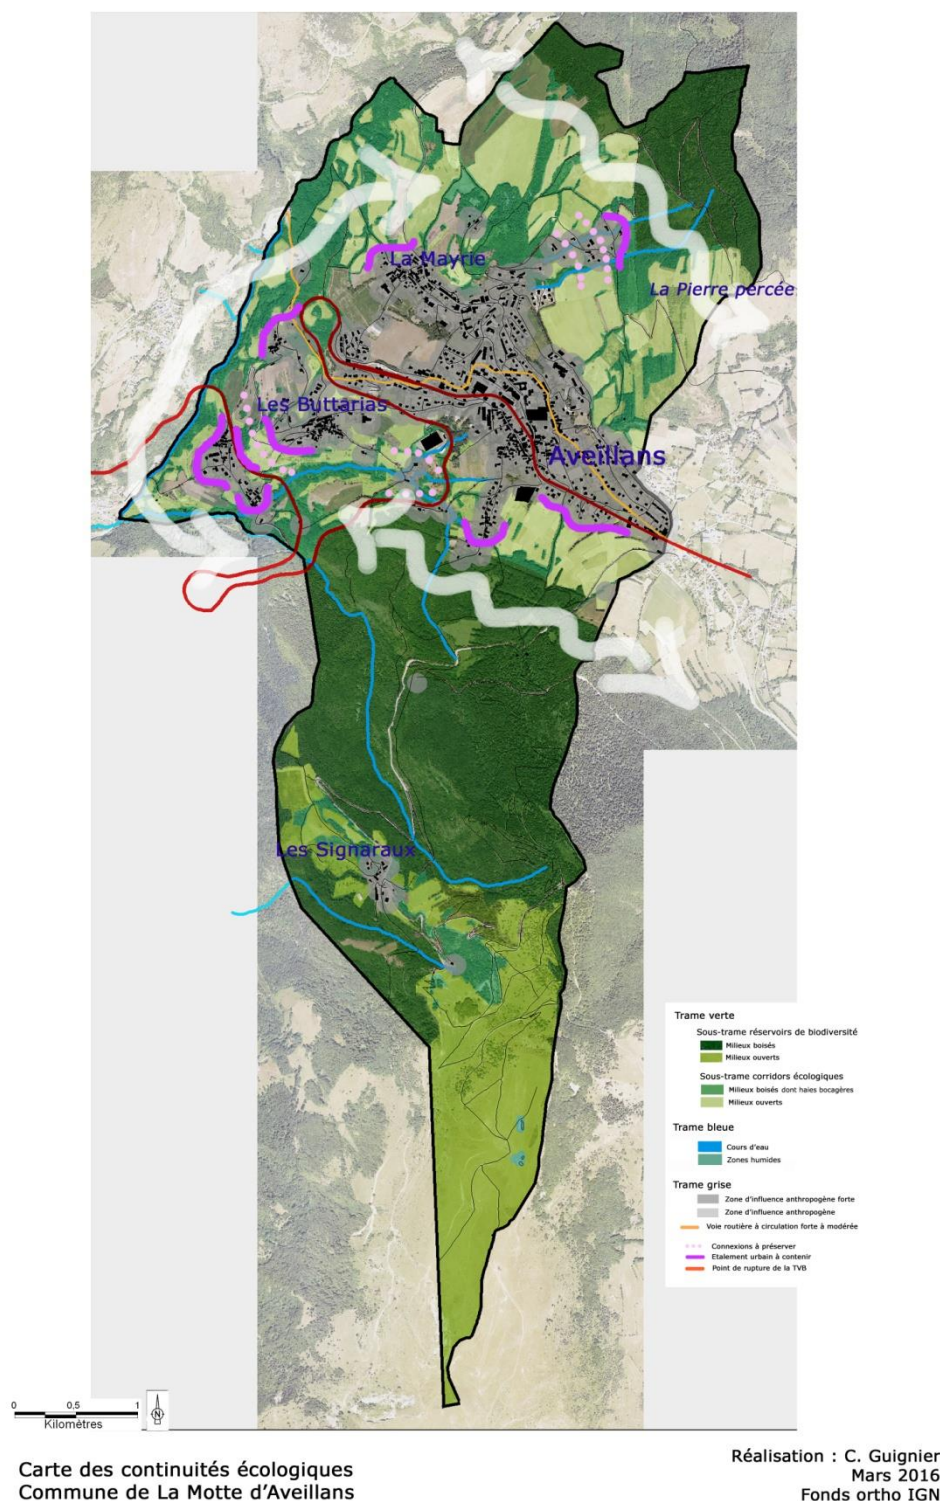 La Mayrie
La Pierre percée
Les Buttarias
Aveillans
Les Signaraux
Trame verte
Sous-trame réservoirs de biodiversité
Milieux boisés
Milieux ouverts
Sous-trame corridors écologiques
Milieux boisés dont haies bocagères
Milieux ouverts
Trame bleue
Cours d'eau
Zones humides
Trame grise
Zone d'influence anthropogène forte
Zone d'influence anthropogène
Voie routière à circulation forte à modérée
Connexions à préserver
Etalement urbain à contenir
Point de rupture de la TVB
0 0.5 1
Kilomètres
N
Carte des continuités écologiques
Commune de La Motte d'Aveillans
Réalisation : C. Guignier
Mars 2016
Fonds ortho IGN